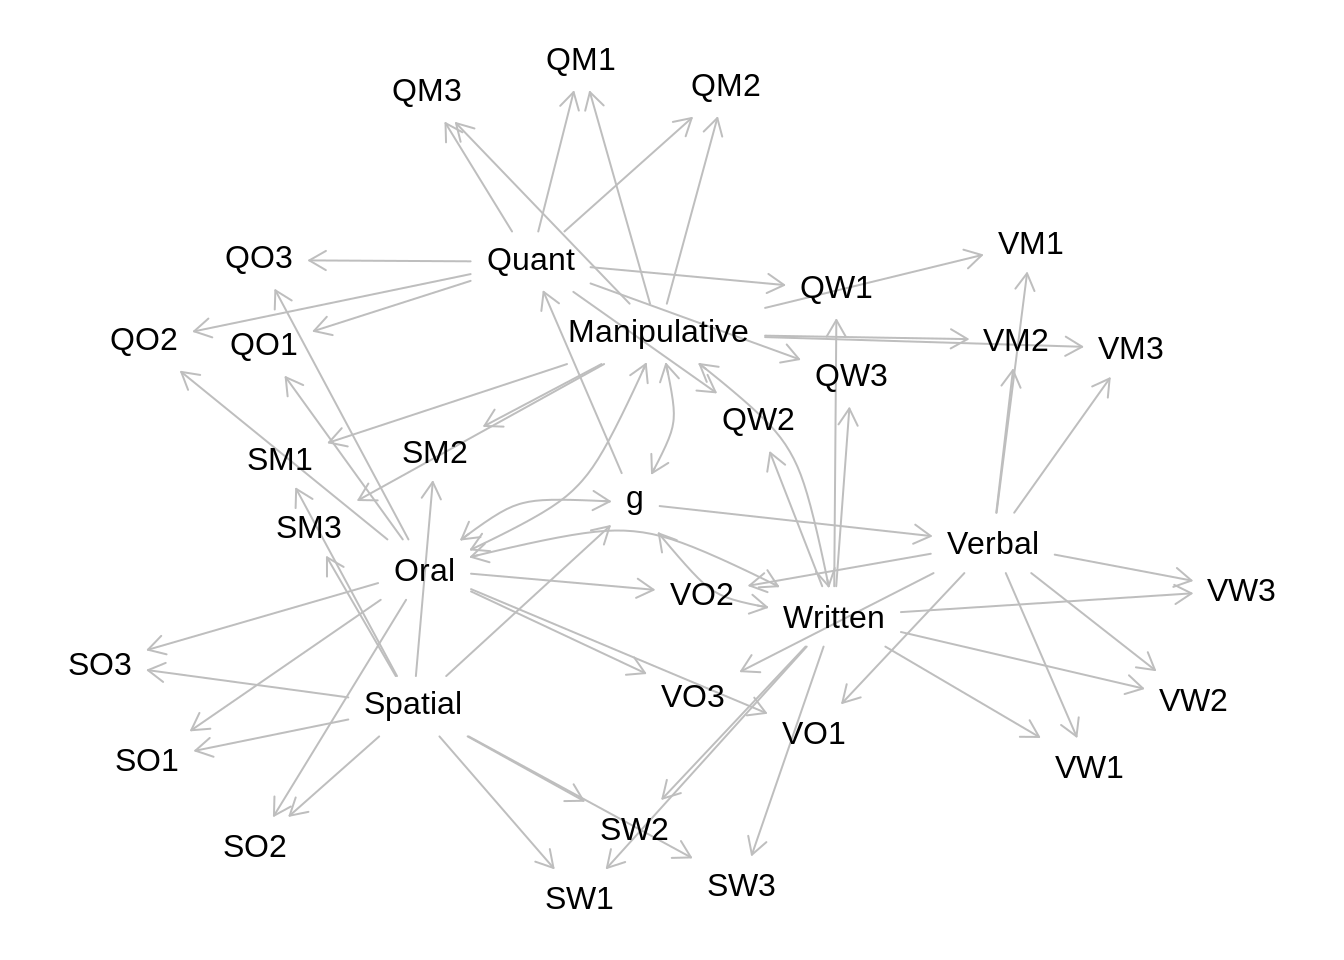 QM1
QM2
QM3
VM1
QO3
Quant
QW1
Manipulative
QO2
QO1
VM2
VM3
QW3
QW2
SM1
SM2
g
SM3
Verbal
Oral
VO2
VW3
Written
SO3
Spatial
VO3
VW2
VO1
SO1
VW1
SW2
SO2
SW3
SW1